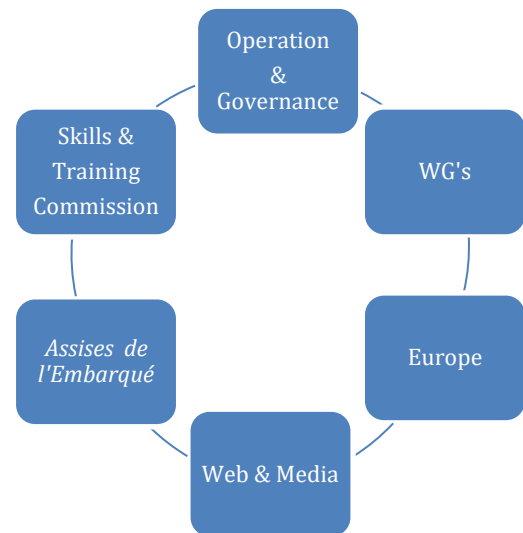 Operation
&
Governance
WG's
Europe
Web & Media
Assises de
l'Embarqué
Skills &
Training
Commission